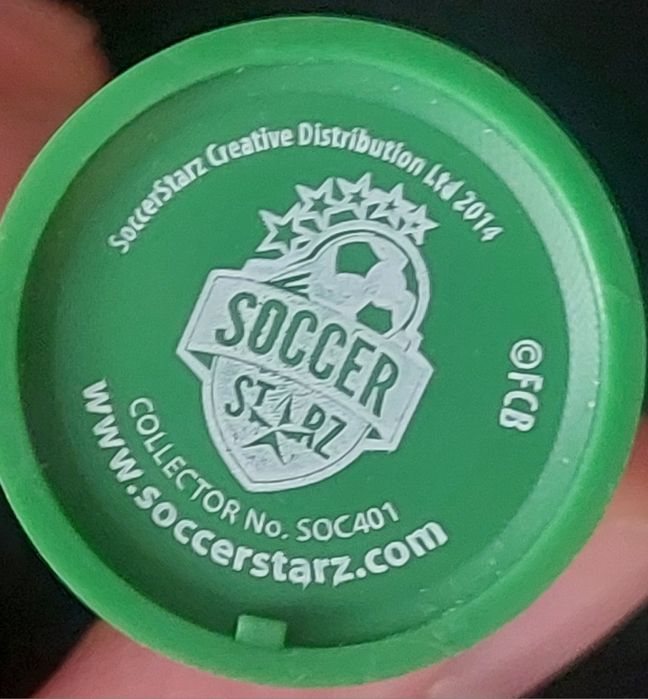 SoccerStarz Creative Distribution Ltd 2014
SOCCER
STARZ
©FCB
COLLECTOR No. SOC401
www.soccerstarz.com